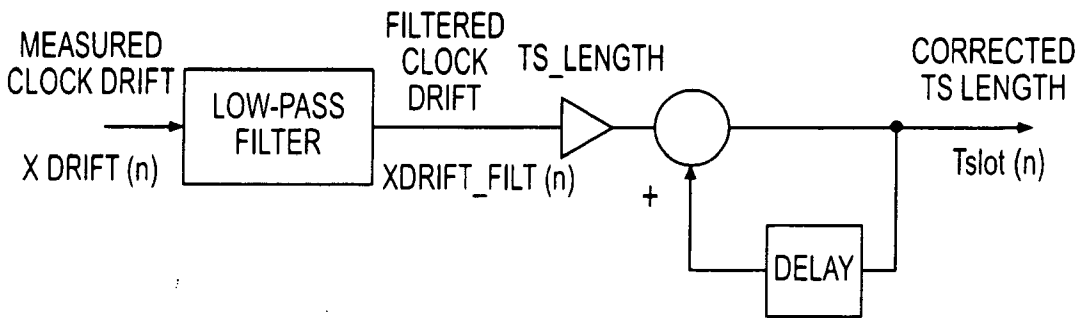 MEASURED
CLOCK DRIFT
X DRIFT (n)
LOW-PASS
FILTER
FILTERED
CLOCK
DRIFT
XDRIFT_FILT (n)
TS_LENGTH
+
DELAY
CORRECTED
TS LENGTH
Tslot (n)